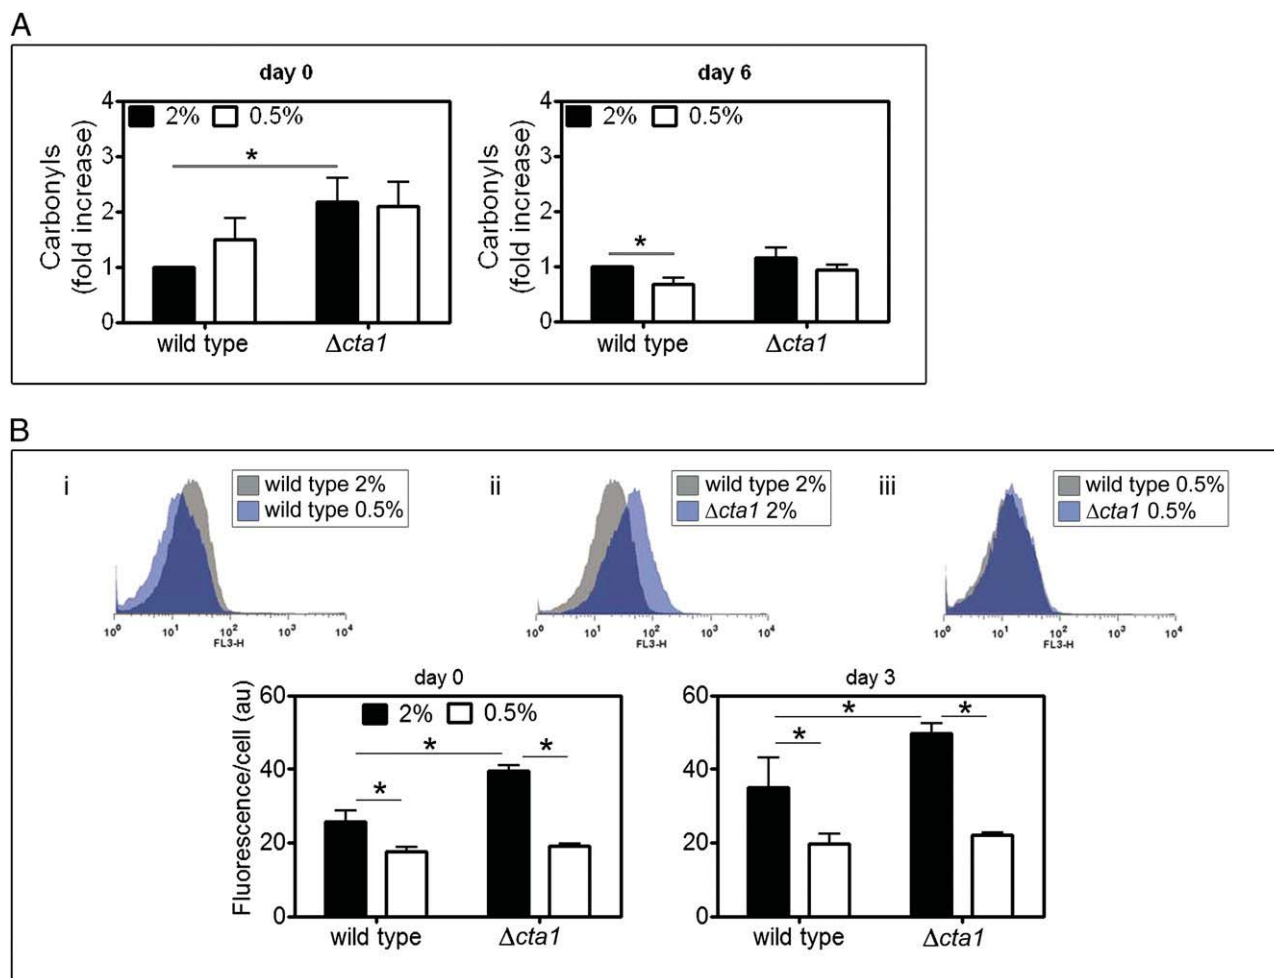 A
day 0
4
3
2
1
0
Carbonyls
(fold increase)
2% 0.5%
*
wild type Δcta1
day 6
4
3
2
1
0
Carbonyls
(fold increase)
2% 0.5%
*
wild type Δcta1
B
i
wild type 2%
wild type 0.5%
10⁰ 10¹ 10² 10³ 10⁴
FL3-H
ii
wild type 2%
Δcta1 2%
10⁰ 10¹ 10² 10³ 10⁴
FL3-H
iii
wild type 0.5%
Δcta1 0.5%
10⁰ 10¹ 10² 10³ 10⁴
FL3-H
day 0
60
40
20
0
Fluorescence/cell (au)
2% 0.5%
*
*
*
wild type Δcta1
day 3
60
40
20
0
*
*
*
wild type Δcta1